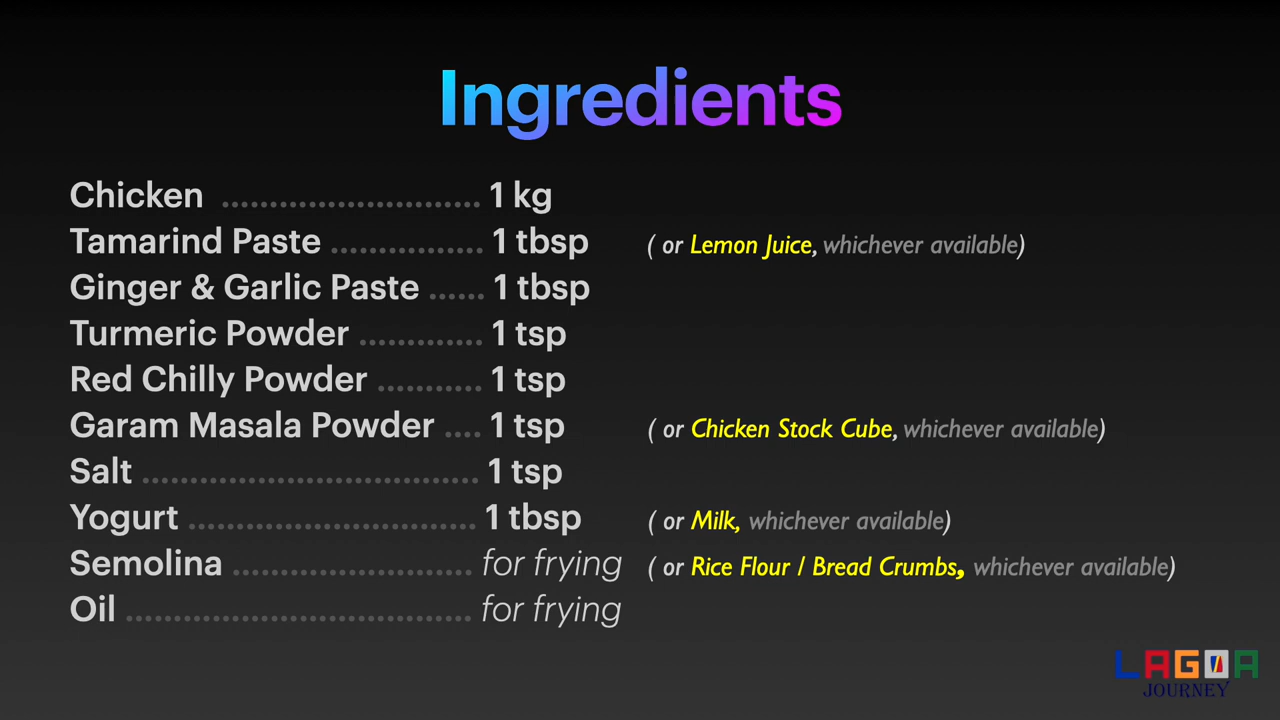 Ingredients
Chicken ........................... 1 kg
Tamarind Paste ................ 1 tbsp ( or Lemon Juice, whichever available)
Ginger & Garlic Paste ...... 1 tbsp
Turmeric Powder ............. 1 tsp
Red Chilly Powder ........... 1 tsp
Garam Masala Powder .... 1 tsp ( or Chicken Stock Cube, whichever available)
Salt ................................... 1 tsp
Yogurt .............................. 1 tbsp ( or Milk, whichever available)
Semolina ......................... for frying ( or Rice Flour / Bread Crumbs, whichever available)
Oil .................................... for frying
LAGOA
JOURNEY